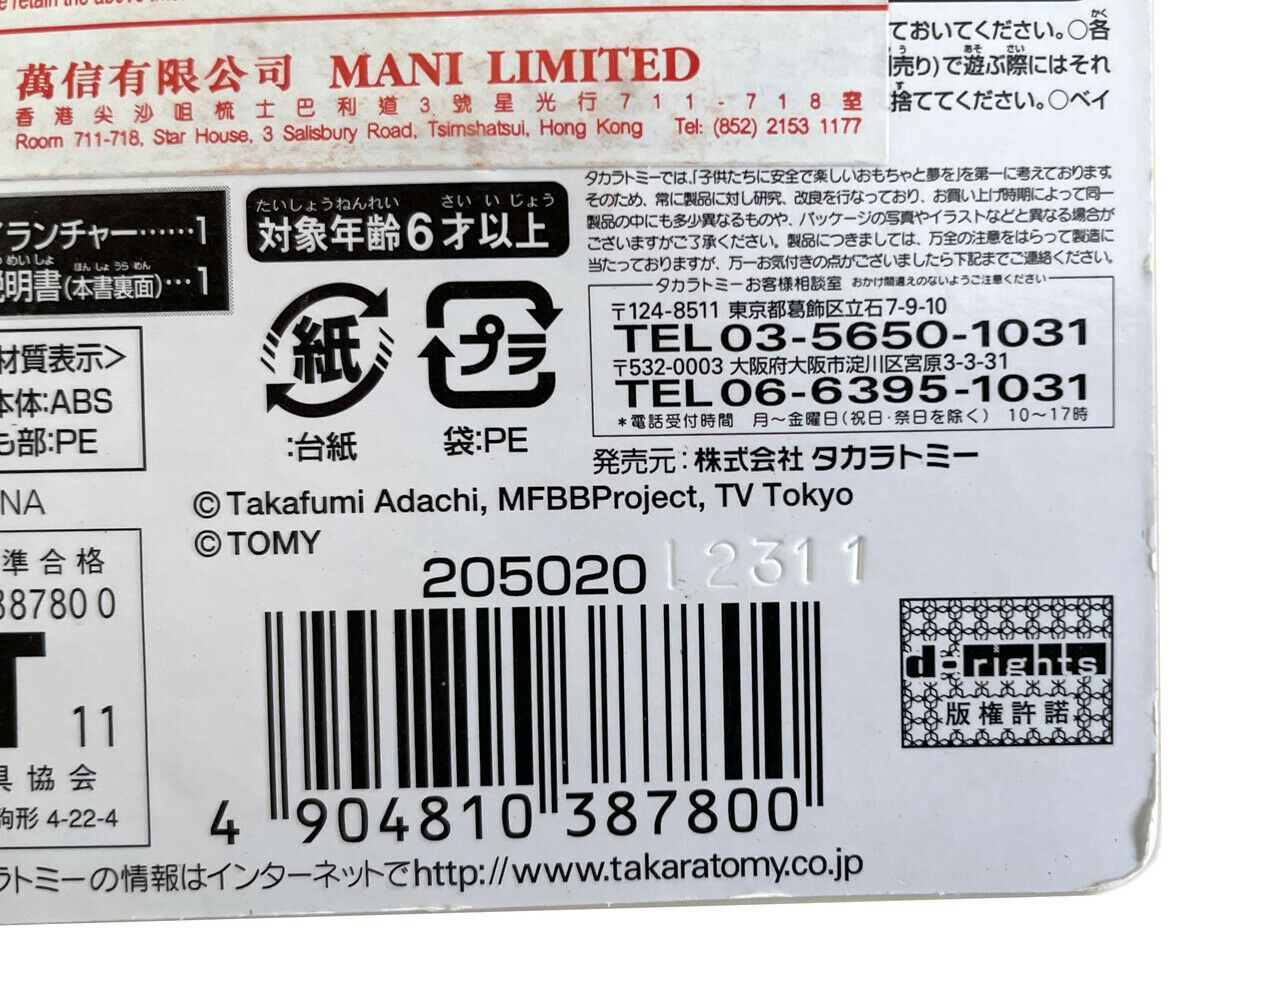 e retain the above
ておいてください。○各
売り)で遊ぶ際にはそれ
捨ててください。○ベイ
萬信有限公司 MANI LIMITED
香港尖沙咀梳士巴利道3號星光行711-718室
Room 711-718, Star House, 3 Salisbury Road, Tsimshatsui, Hong Kong Tel: (852) 2153 1177
ランチャー……1
説明書(本書裏面)…1
対象年齢6才以上
たいしょうねんれい さい いじょう
タカラトミーでは、「子供たちに安全で楽しいおもちゃと夢を」を第一に考えております。
そのため、常に製品に対し研究、改良を行なっており、お買い上げ時期によって同一
製品の中にも多少異なるものや、パッケージの写真やイラストなどと異なる場合が
ございますがご了承ください。製品につきましては、万全の注意をはらって製造に
当たっておりますが、万一お気付きの点がございましたら下記までご連絡ください。
タカラトミーお客様相談室 おかけ間違えのないようご注意ください
〒124-8511 東京都葛飾区立石7-9-10
TEL 03-5650-1031
〒532-0003 大阪府大阪市淀川区宮原3-3-31
TEL 06-6395-1031
*電話受付時間 月～金曜日(祝日・祭日を除く) 10～17時
発売元:株式会社 タカラトミー
材質表示>
本体:ABS
部:PE
紙
:台紙
プラ
袋:PE
NA
©Takafumi Adachi, MFBBProject, TV Tokyo
©TOMY
準合格
387800
T
11
具協会
駒形 4-22-4
205020 12311
4 904810 387800
d-rights
版権許諾
ラトミーの情報はインターネットでhttp://www.takaratomy.co.jp